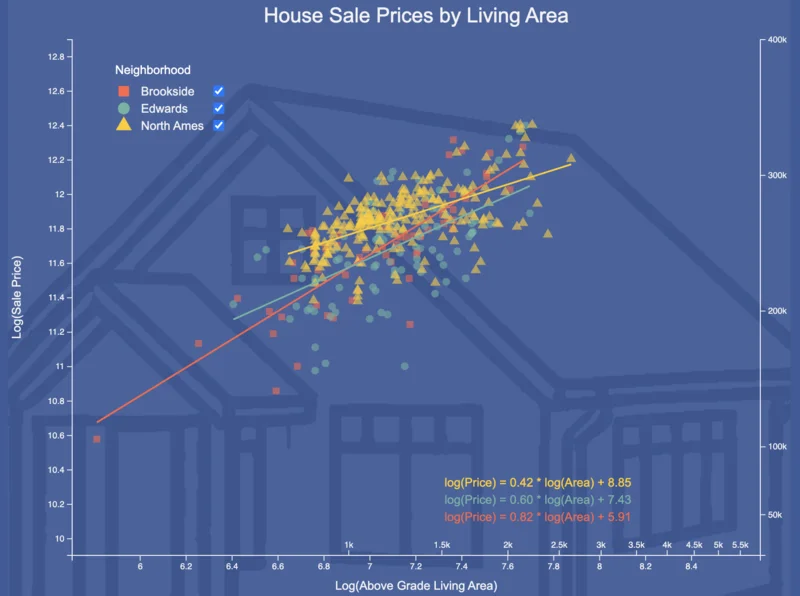 House Sale Prices by Living Area
Neighborhood
Brookside
Edwards
North Ames
12.8
12.6
12.4
12.2
12
11.8
11.6
11.4
11.2
11
10.8
10.6
10.4
10.2
10
Log(Sale Price)
400k
300k
200k
100k
50k
log(Price) = 0.42 * log(Area) + 8.85
log(Price) = 0.60 * log(Area) + 7.43
log(Price) = 0.82 * log(Area) + 5.91
1k 1.5k 2k 2.5k 3k 3.5k 4k 4.5k 5k 5.5k
6 6.2 6.4 6.6 6.8 7 7.2 7.4 7.6 7.8 8 8.2 8.4
Log(Above Grade Living Area)